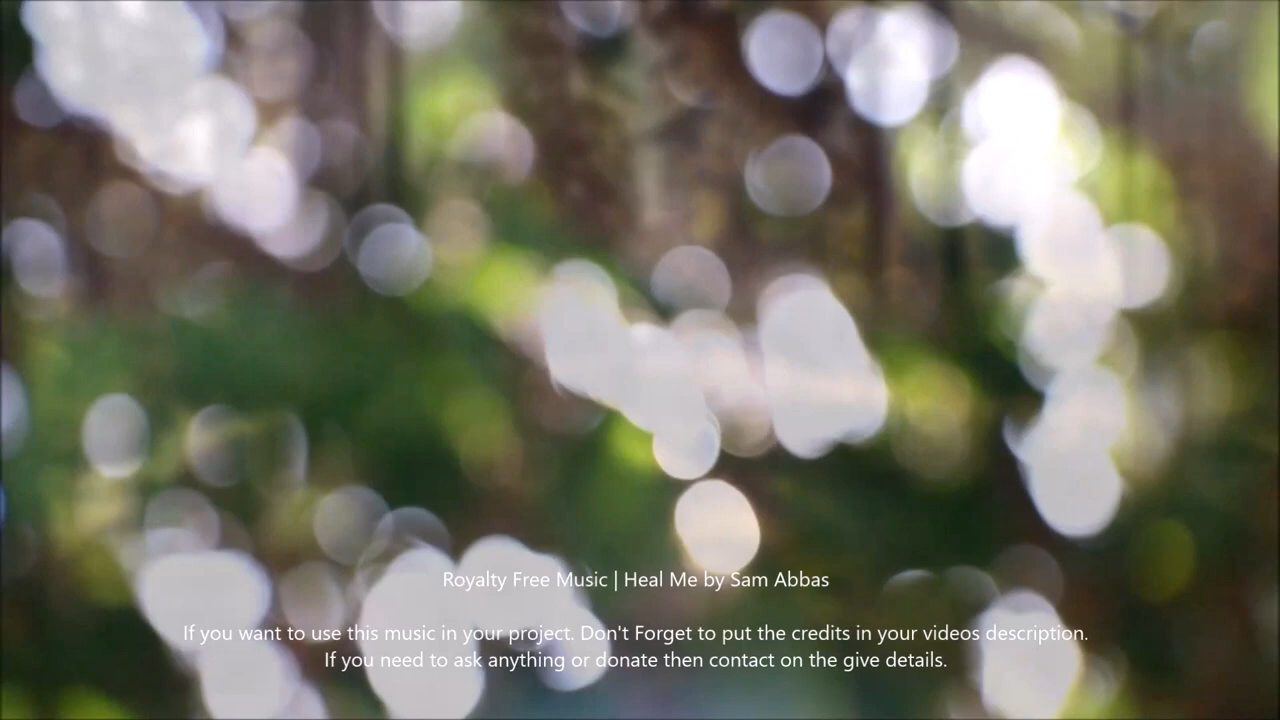 Royalty Free Music | Heal Me by Sam Abbas
If you want to use this music in your project. Don't Forget to put the credits in your videos description.
If you need to ask anything or donate then contact on the give details.